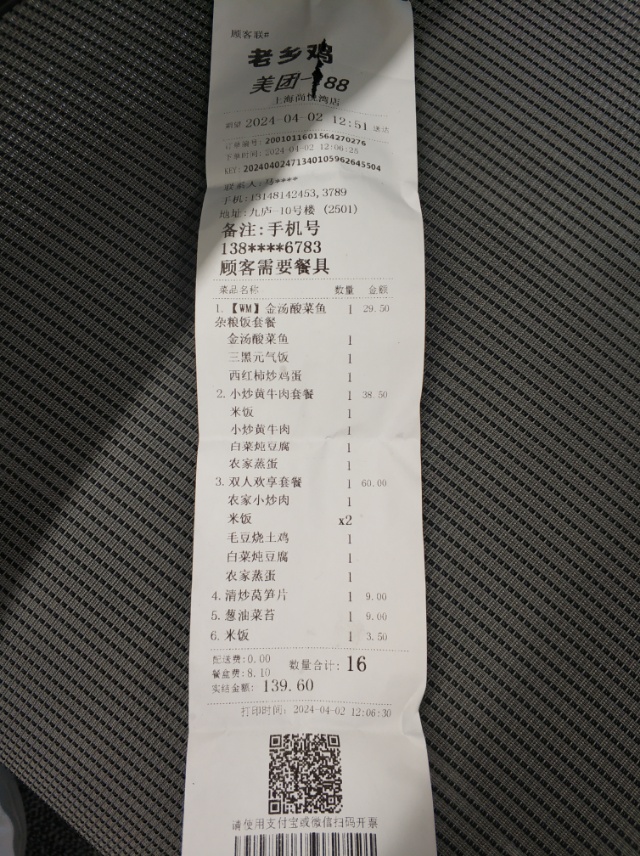 顾客联#
老乡鸡
美团-188
上海尚悦湾店
期望 2024-04-02 12:51 送达
订单编号: 2001011601564270276
下单时间: 2024-04-02 12:06:25
KEY: 20240402471340105962645504
联系人: ****
手机: 13148142453,3789
地址: 九庐-10号楼 (2501)
备注: 手机号
138****6783
顾客需要餐具
菜品名称 数量 金额
1. 【WM】金汤酸菜鱼 1 29.50
杂粮饭套餐
金汤酸菜鱼 1
三黑元气饭 1
西红柿炒鸡蛋 1
2. 小炒黄牛肉套餐 1 38.50
米饭 1
小炒黄牛肉 1
白菜炖豆腐 1
农家蒸蛋 1
3. 双人欢享套餐 1 60.00
农家小炒肉 1
米饭 x2
毛豆烧土鸡 1
白菜炖豆腐 1
农家蒸蛋 1
4. 清炒莴笋片 1 9.00
5. 葱油菜苔 1 9.00
6. 米饭 1 3.50
配送费: 0.00 数量合计: 16
餐盒费: 8.10
实结金额: 139.60
打印时间: 2024-04-02 12:06:30
请使用支付宝或微信扫码开票